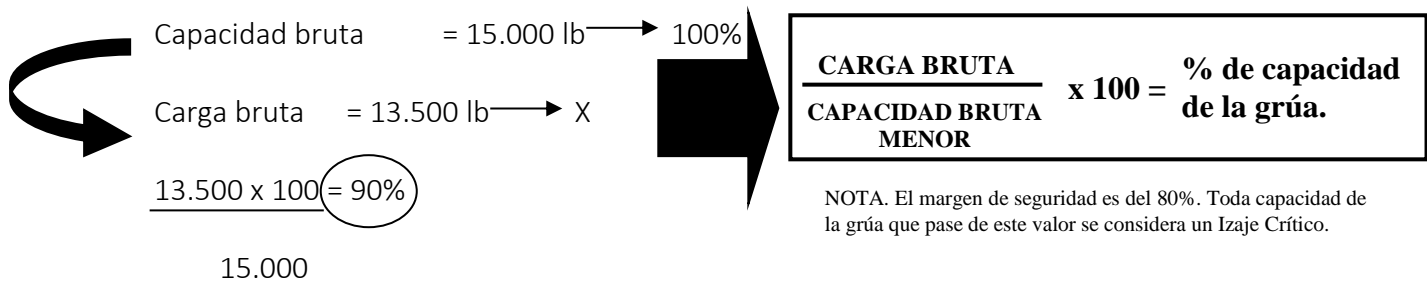 Capacidad bruta = 15.000 lb 100%
Carga bruta = 13.500 lb X
13.500 x 100 = 90%
15.000
CARGA BRUTA
CAPACIDAD BRUTA
MENOR
x 100 =
% de capacidad
de la grúa.
NOTA. El margen de seguridad es del 80%. Toda capacidad de
la grúa que pase de este valor se considera un Izaje Crítico.